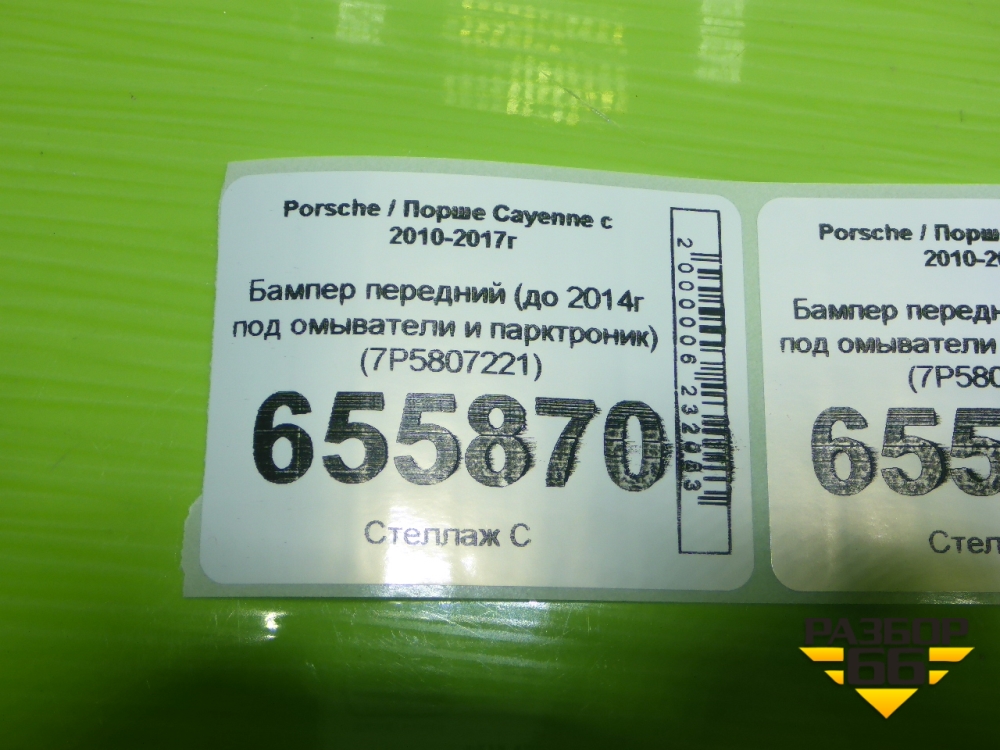 Porsche / Порше Cayenne с
2010-2017г
Бампер передний (до 2014г
под омыватели и парктроник)
(7P5807221)
655870
Стеллаж С
2000006232983
Porsche / Порш
2010-20
Бампер передн
под омыватели
(7P580
655
Стел
РАЗБОР
66